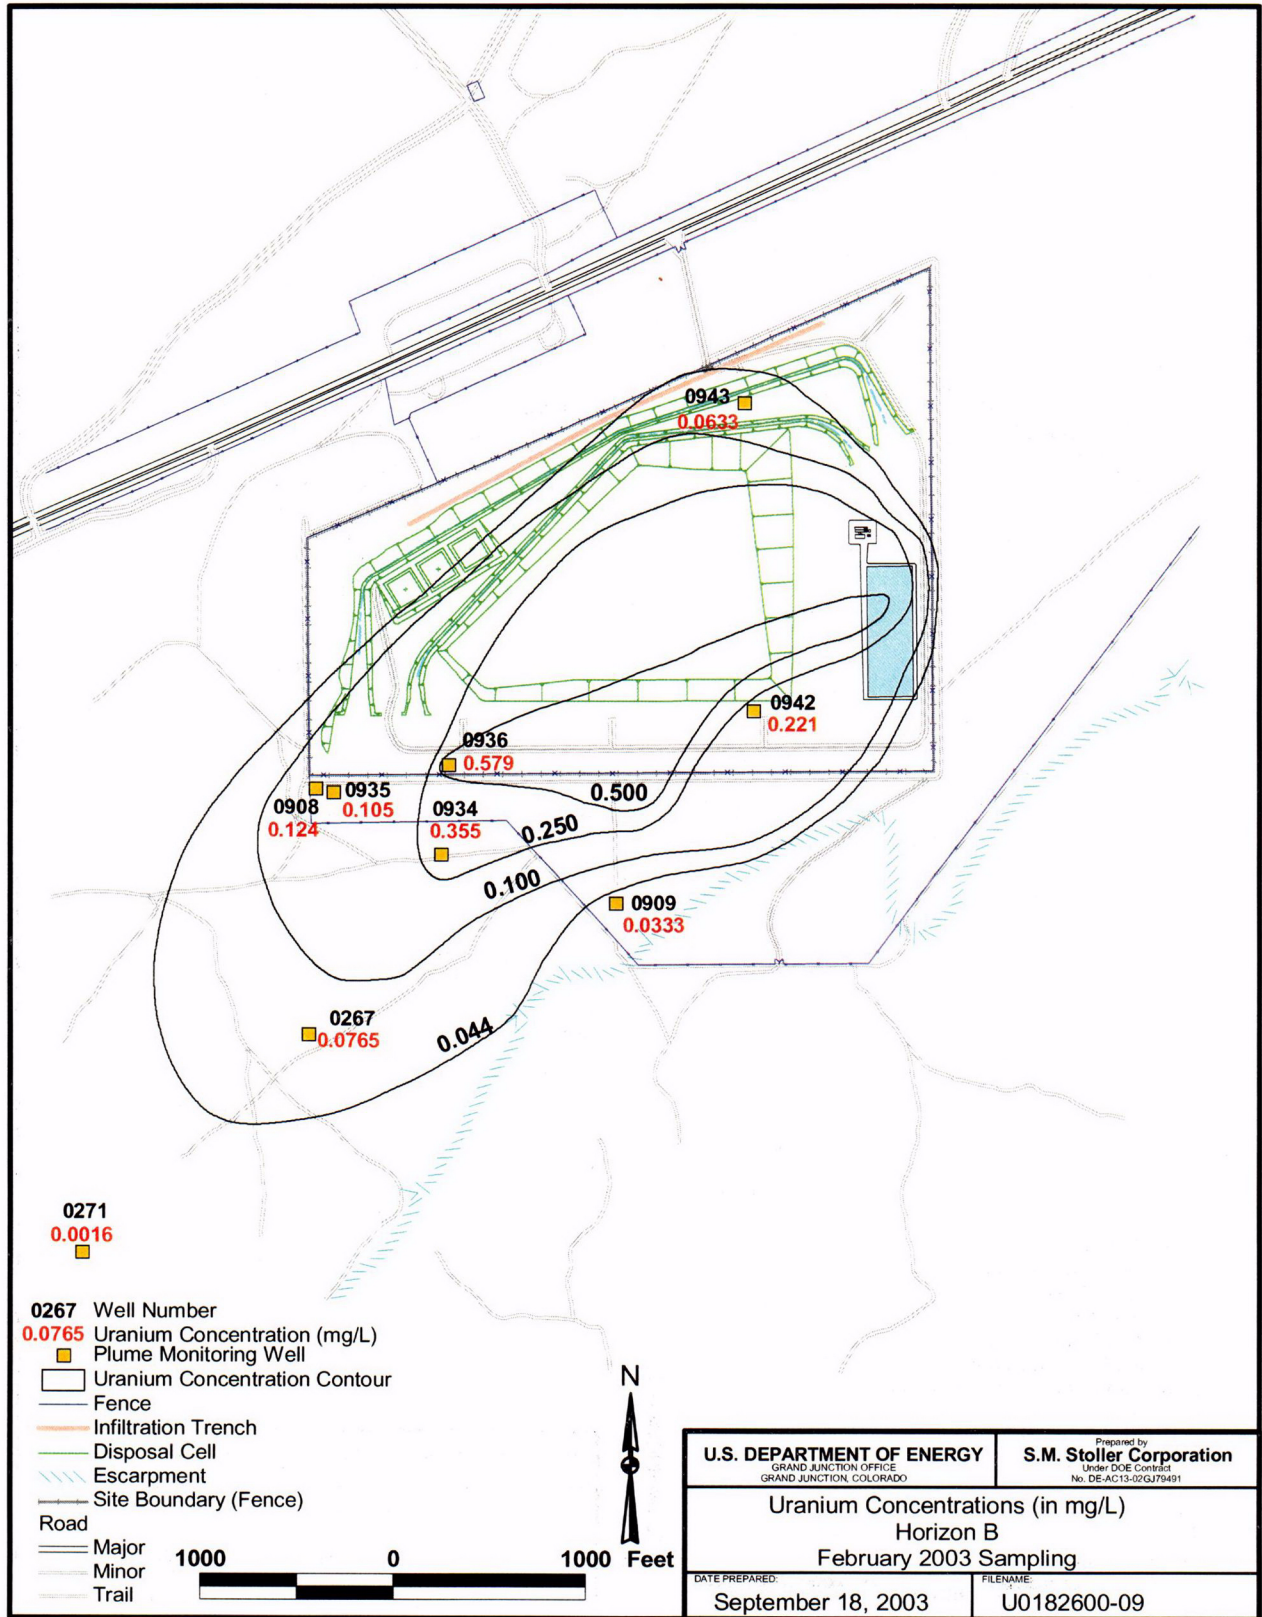 0943
0.0633
0942
0.221
0936
0.579
0.500
0935
0.105
0908
0.124
0934
0.355
0.250
0.100
0909
0.0333
0267
0.0765
0.044
0271
0.0016
0267 Well Number
0.0765 Uranium Concentration (mg/L)
Plume Monitoring Well
Uranium Concentration Contour
Fence
Infiltration Trench
Disposal Cell
Escarpment
Site Boundary (Fence)
Road
Major
Minor
Trail
N
1000 0 1000 Feet
U.S. DEPARTMENT OF ENERGY
GRAND JUNCTION OFFICE
GRAND JUNCTION, COLORADO
Prepared by
S.M. Stoller Corporation
Under DOE Contract
No. DE-AC13-02GJ79491
Uranium Concentrations (in mg/L)
Horizon B
February 2003 Sampling
DATE PREPARED:
September 18, 2003
FILENAME:
U0182600-09